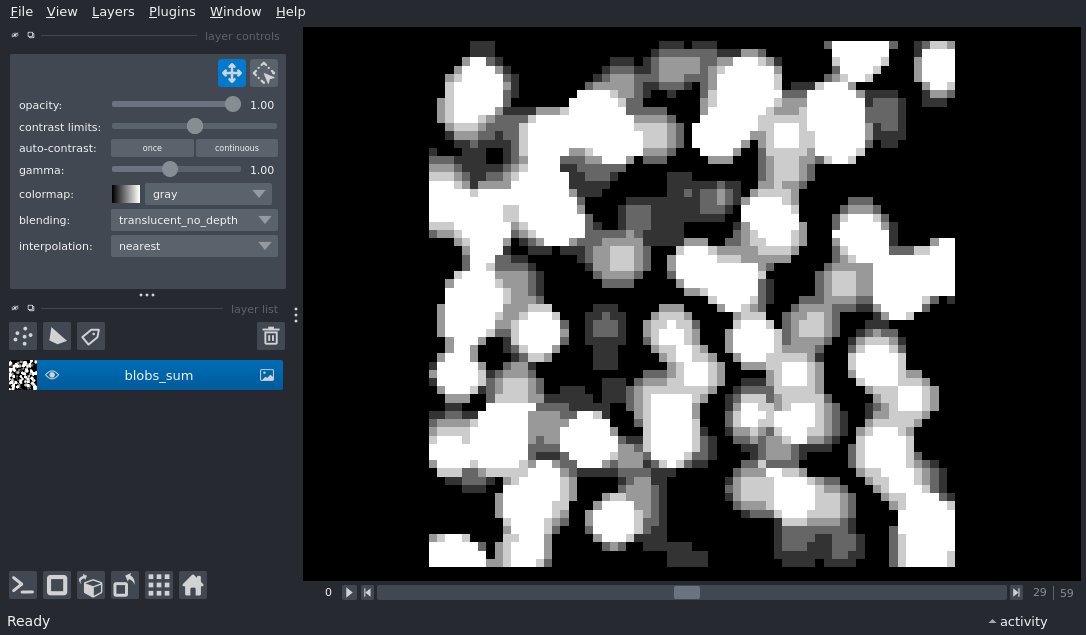 File View Layers Plugins Window Help
layer controls
opacity: 1.00
contrast limits:
auto-contrast: once continuous
gamma: 1.00
colormap: gray
blending: translucent_no_depth
interpolation: nearest
layer list
blobs_sum
0 29 59
Ready activity